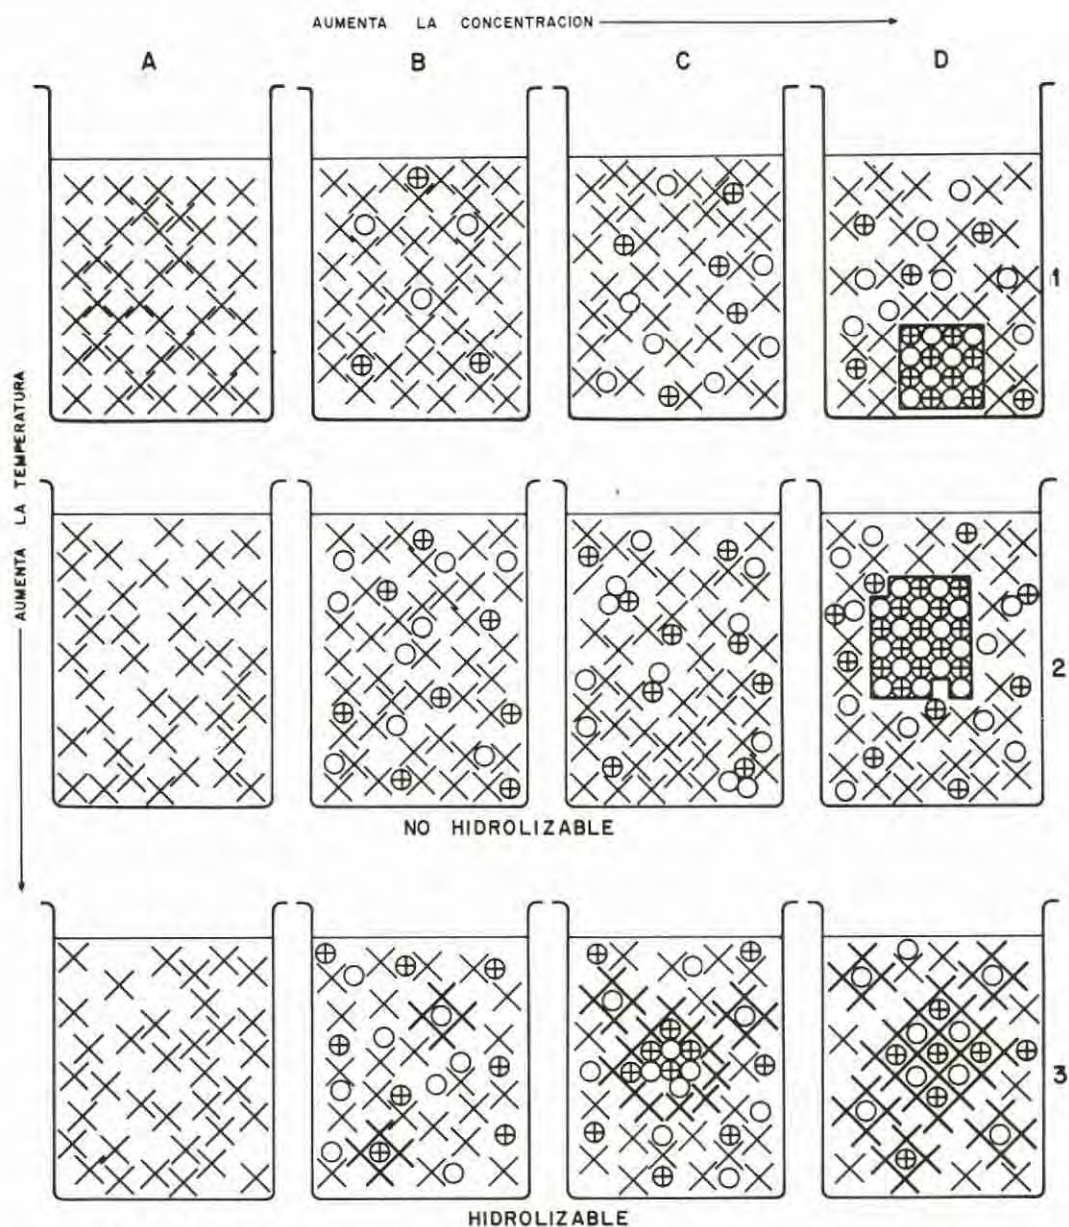 AUMENTA LA CONCENTRACION
A B C D
1
AUMENTA LA TEMPERATURA
2
NO HIDROLIZABLE
3
HIDROLIZABLE